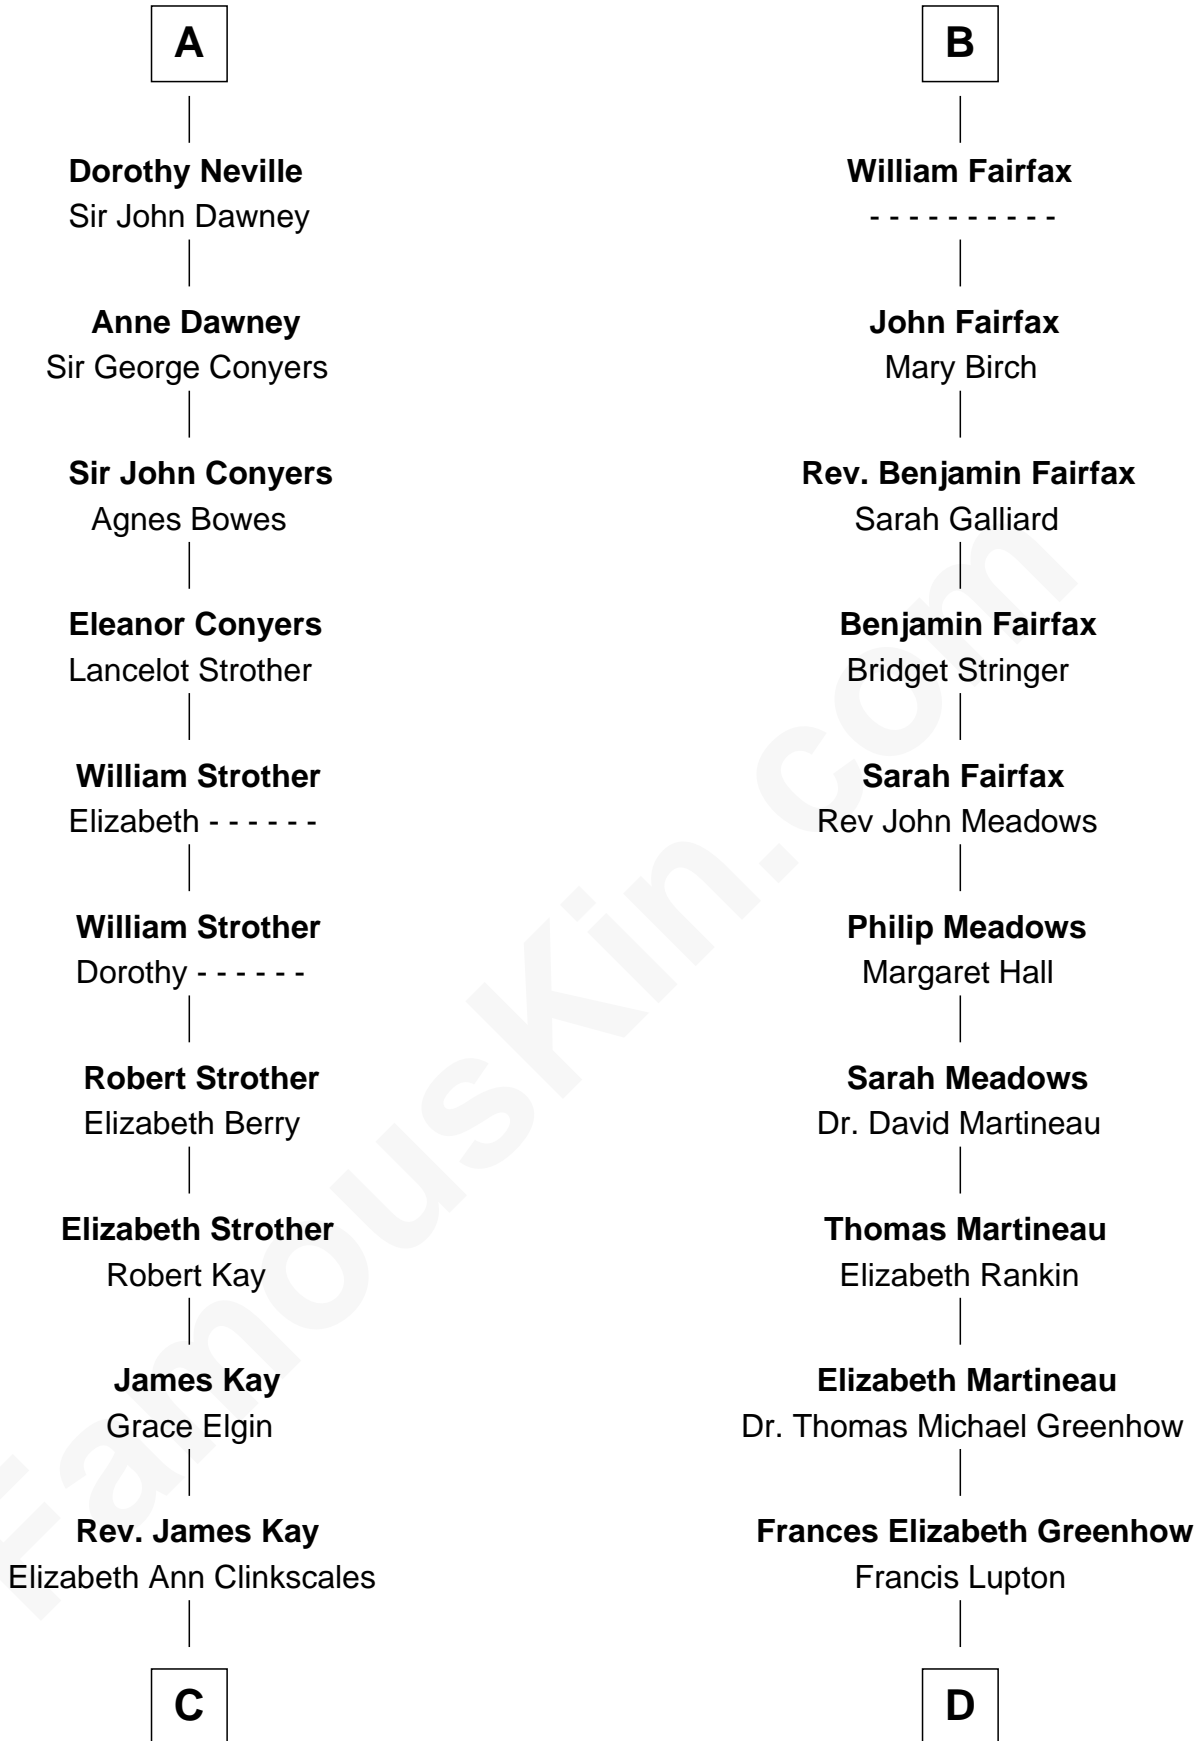 A
Dorothy Neville
Sir John Dawney
Anne Dawney
Sir George Conyers
Sir John Conyers
Agnes Bowes
Eleanor Conyers
Lancelot Strother
William Strother
Elizabeth - - - - - -
William Strother
Dorothy - - - - - -
Robert Strother
Elizabeth Berry
Elizabeth Strother
Robert Kay
James Kay
Grace Elgin
Rev. James Kay
Elizabeth Ann Clinkscales
C
B
William Fairfax
- - - - - - - - - -
John Fairfax
Mary Birch
Rev. Benjamin Fairfax
Sarah Galliard
Benjamin Fairfax
Bridget Stringer
Sarah Fairfax
Rev John Meadows
Philip Meadows
Margaret Hall
Sarah Meadows
Dr. David Martineau
Thomas Martineau
Elizabeth Rankin
Elizabeth Martineau
Dr. Thomas Michael Greenhow
Frances Elizabeth Greenhow
Francis Lupton
D
FamousKin.com